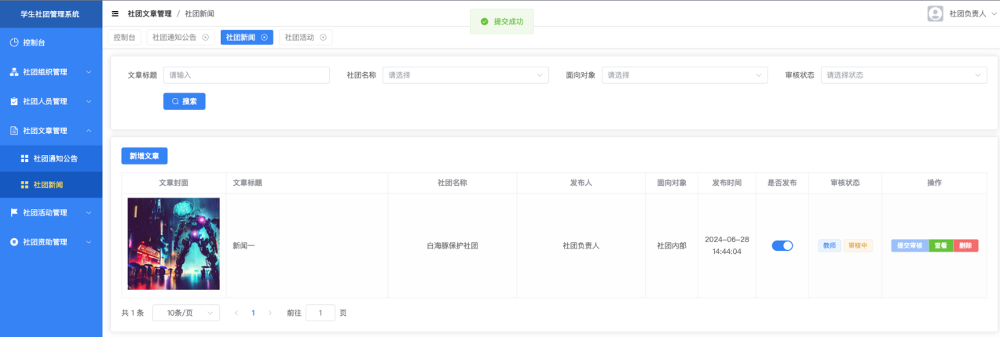 学生社团管理系统
社团文章管理 / 社团新闻
提交成功
社团负责人
控制台
社团通知公告
社团新闻
社团活动
控制台
社团组织管理
社团人员管理
社团文章管理
社团通知公告
社团新闻
社团活动管理
社团资助管理
文章标题 请输入
社团名称 请选择
面向对象 请选择
审核状态 请选择状态
搜索
新增文章
文章封面 文章标题 社团名称 发布人 面向对象 发布时间 是否发布 审核状态 操作
新闻一 白海豚保护社团 社团负责人 社团内部 2024-06-28
14:44:04
教师 审核中 提交审核 查看 删除
共 1 条 10条/页 1 前往 1 页